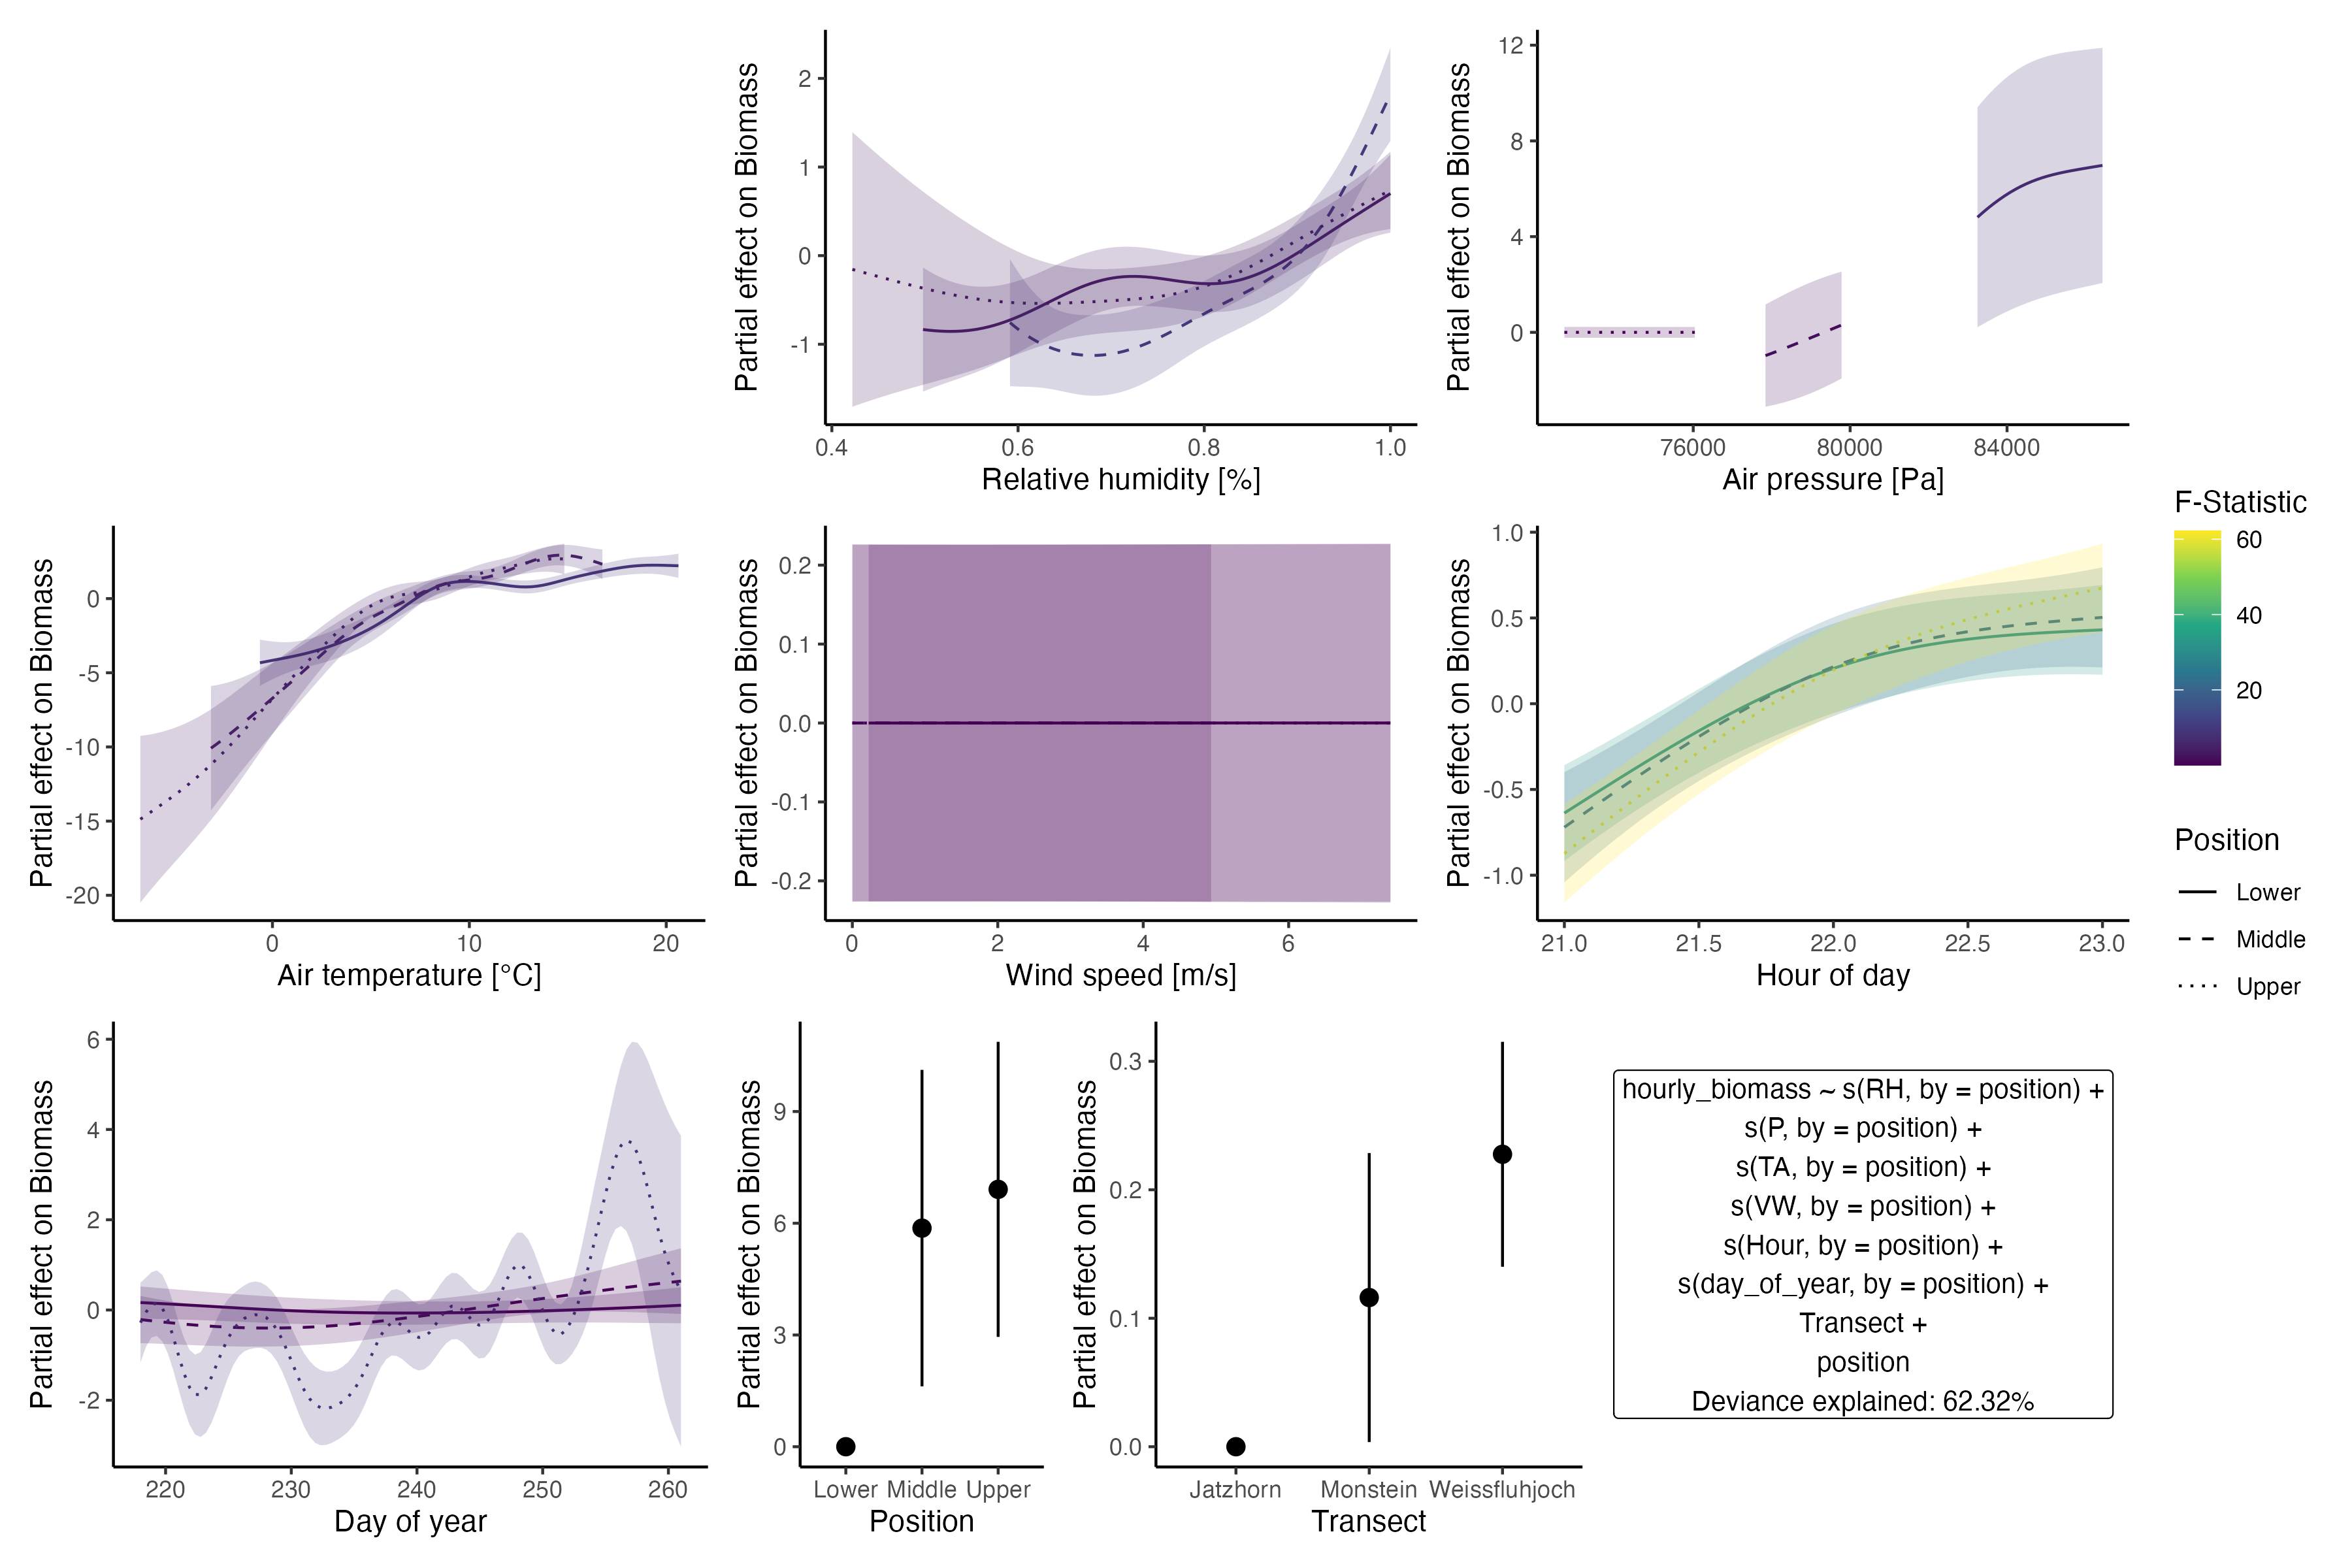 Partial effect on Biomass
2
1
0
-1
0.4 0.6 0.8 1.0
Relative humidity [%]
Partial effect on Biomass
12
8
4
0
76000 80000 84000
Air pressure [Pa]
Partial effect on Biomass
0
-5
-10
-15
-20
0 10 20
Air temperature [°C]
Partial effect on Biomass
0.2
0.1
0.0
-0.1
-0.2
0 2 4 6
Wind speed [m/s]
Partial effect on Biomass
1.0
0.5
0.0
-0.5
-1.0
21.0 21.5 22.0 22.5 23.0
Hour of day
F-Statistic
60
40
20
Position
Lower
Middle
Upper
Partial effect on Biomass
6
4
2
0
-2
220 230 240 250 260
Day of year
Partial effect on Biomass
9
6
3
0
Lower Middle Upper
Position
Partial effect on Biomass
0.3
0.2
0.1
0.0
Jatzhorn Monstein Weissfluhjoch
Transect
hourly_biomass ~ s(RH, by = position) +
s(P, by = position) +
s(TA, by = position) +
s(VW, by = position) +
s(Hour, by = position) +
s(day_of_year, by = position) +
Transect +
position
Deviance explained: 62.32%